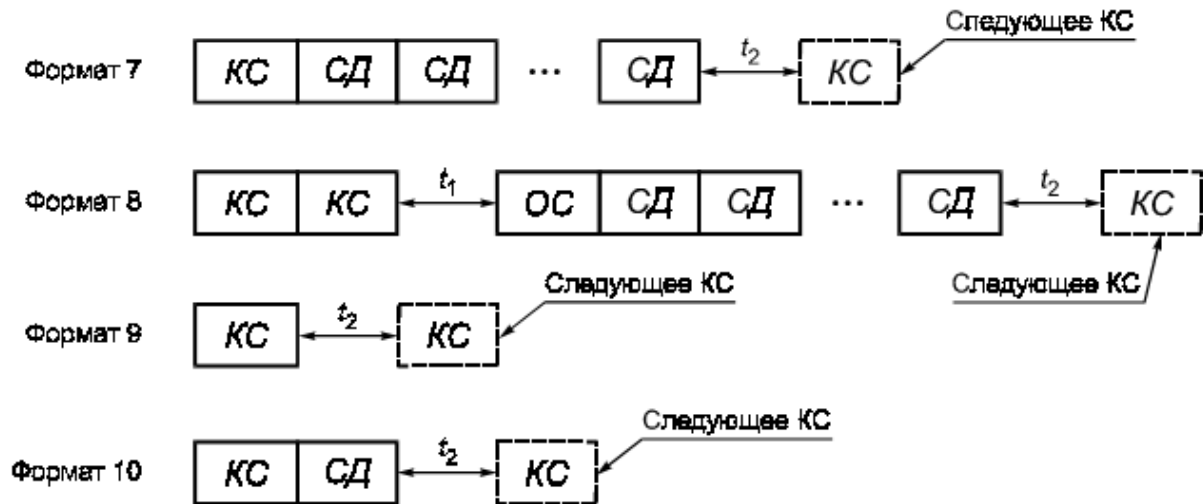 Следующее КС
Формат 7 КС СД СД ... СД t2 КС
Формат 8 КС КС t1 ОС СД СД ... СД t2 КС
Следующее КС Следующее КС
Формат 9 КС t2 КС
Следующее КС
Формат 10 КС СД t2 КС